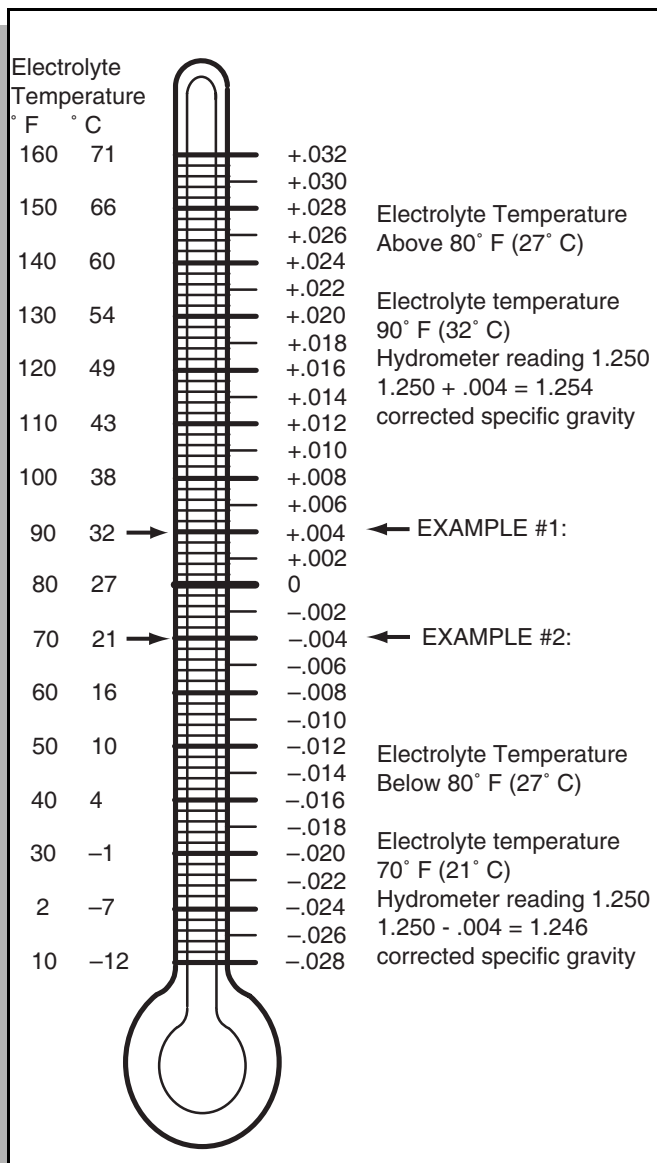 Electrolyte
Temperature
° F ° C
160 71 +.032
+.030
150 66 +.028
+.026
140 60 +.024
+.022
130 54 +.020
+.018
120 49 +.016
+.014
110 43 +.012
+.010
100 38 +.008
+.006
90 32 +.004 EXAMPLE #1:
+.002
80 27 0
–.002
70 21 –.004 EXAMPLE #2:
–.006
60 16 –.008
–.010
50 10 –.012
–.014
40 4 –.016
–.018
30 –1 –.020
–.022
2 –7 –.024
–.026
10 –12 –.028
Electrolyte Temperature
Above 80° F (27° C)
Electrolyte temperature
90° F (32° C)
Hydrometer reading 1.250
1.250 + .004 = 1.254
corrected specific gravity
Electrolyte Temperature
Below 80° F (27° C)
Electrolyte temperature
70° F (21° C)
Hydrometer reading 1.250
1.250 - .004 = 1.246
corrected specific gravity